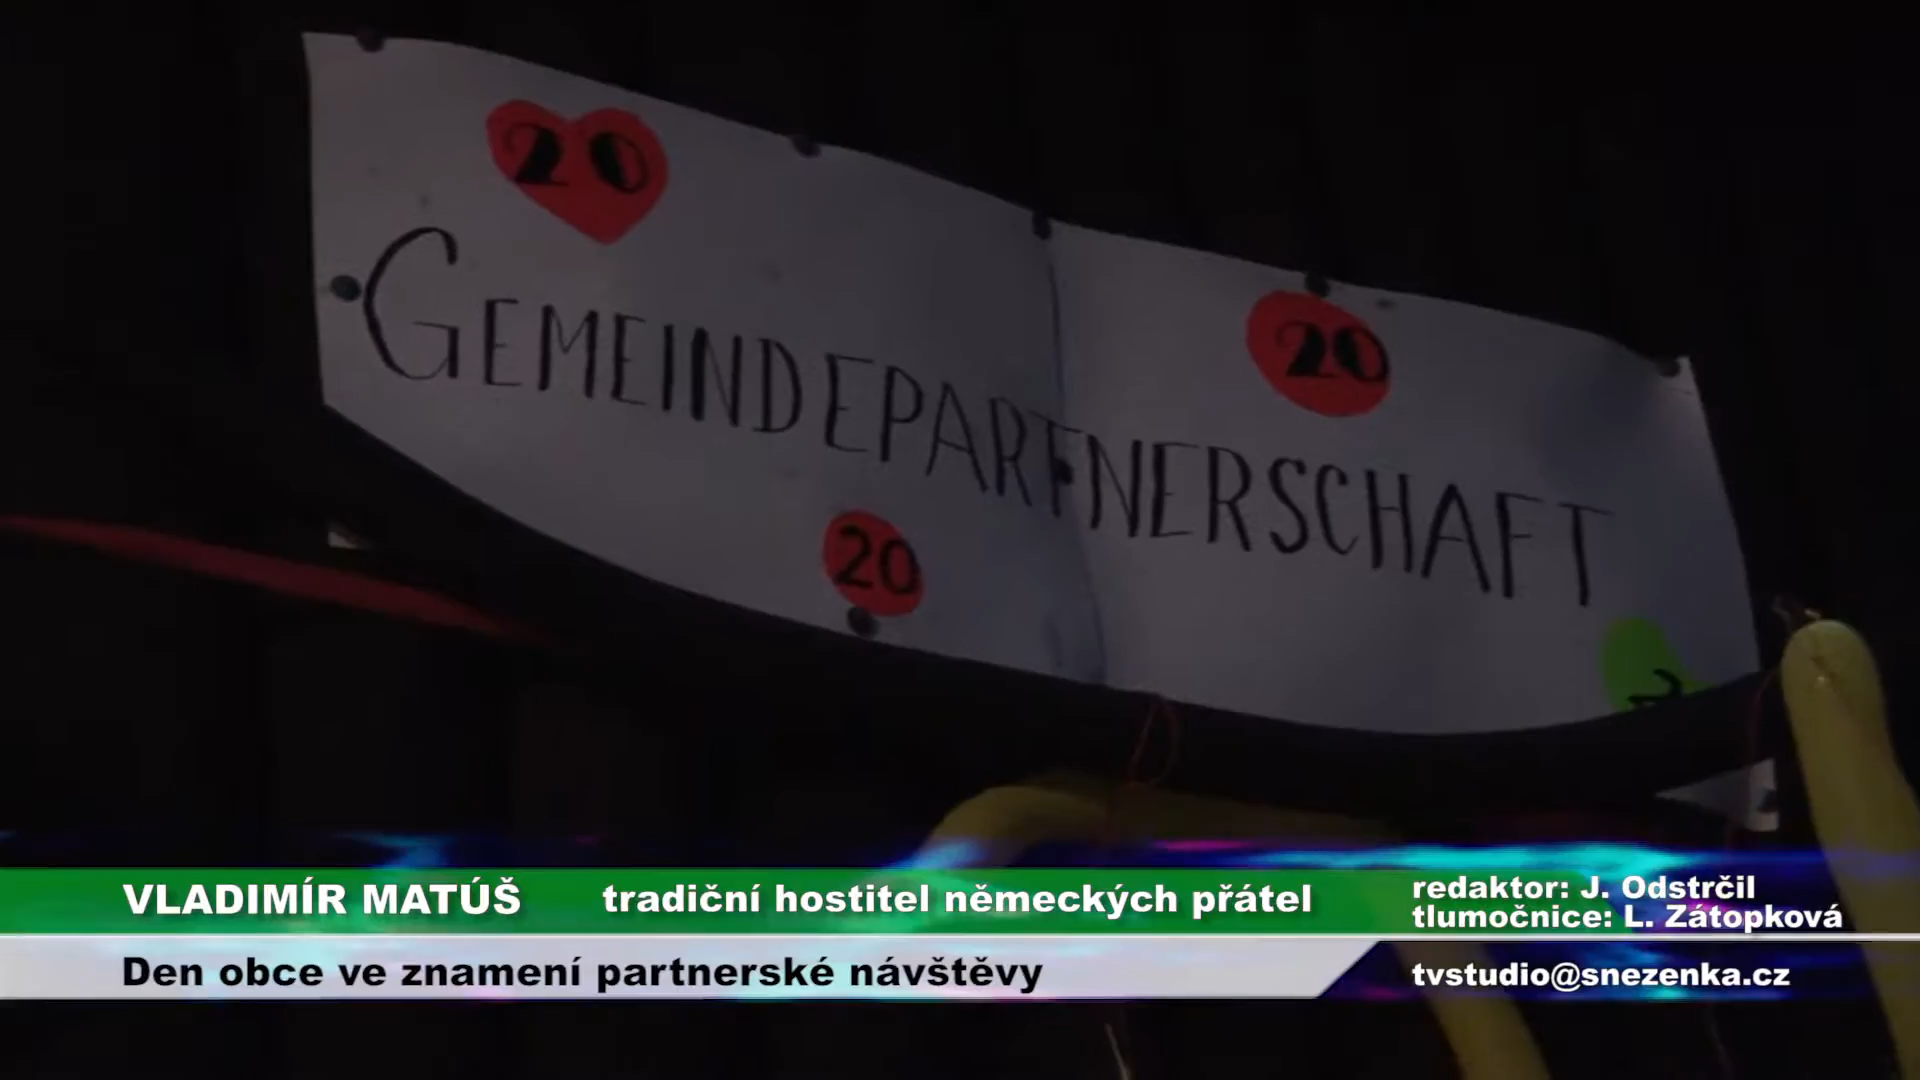 20
GEMEINDEPARTNERSCHAFT
20
20
VLADIMÍR MATÚŠ
tradiční hostitel německých přátel
redaktor: J. Odstrčil
tlumočnice: L. Zátopková
Den obce ve znamení partnerské návštěvy
tvstudio@snezenka.cz